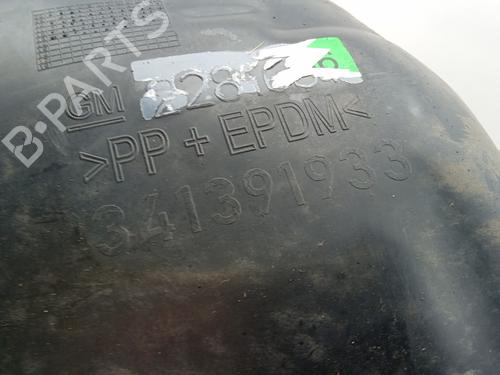 GM
>PP + EPDM<
341391933
B-PARTS